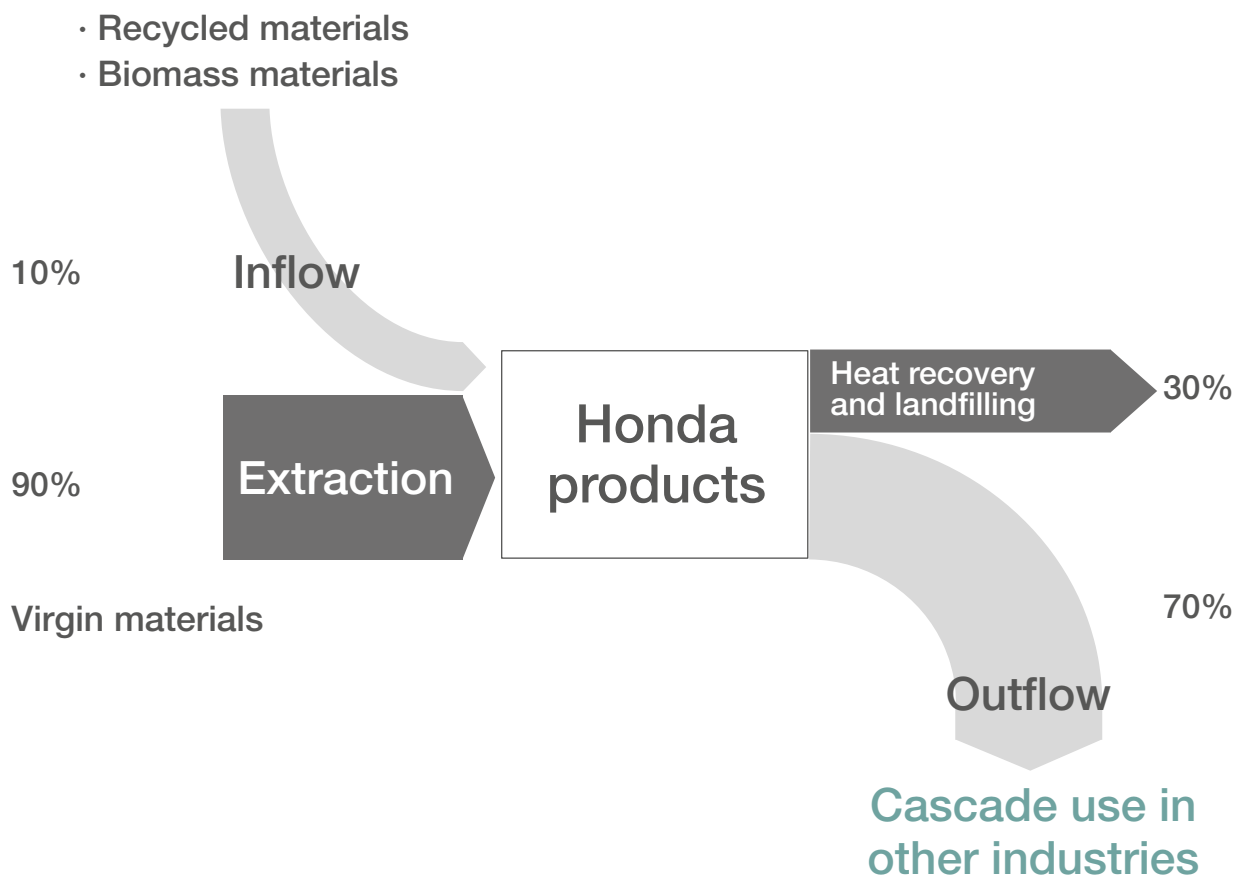 · Recycled materials
· Biomass materials
10%
Inflow
90%
Extraction
Virgin materials
Honda
products
Heat recovery
and landfilling
30%
70%
Outflow
Cascade use in
other industries